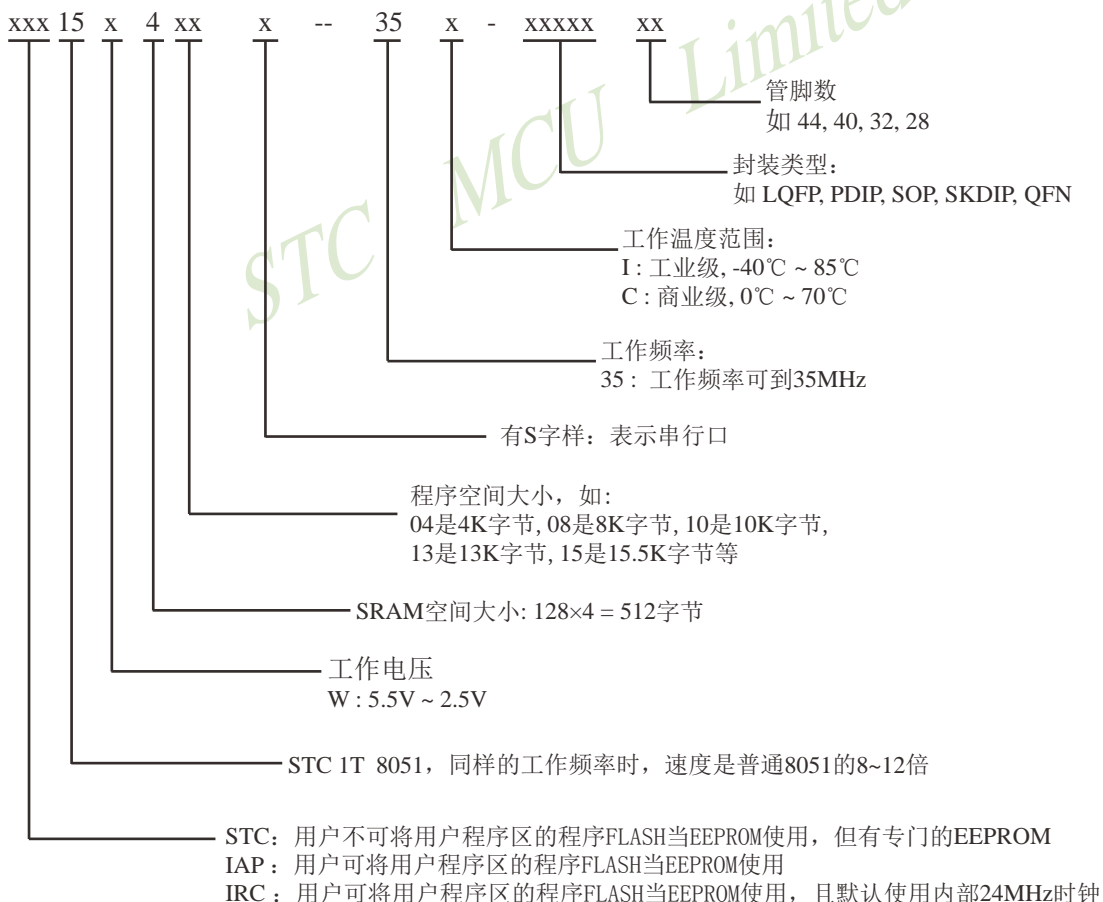 xxx 15 x 4 xx x -- 35 x - xxxxx xx
管脚数
如 44, 40, 32, 28
封装类型:
如 LQFP, PDIP, SOP, SKDIP, QFN
工作温度范围:
I : 工业级, -40℃ ~ 85℃
C : 商业级, 0℃ ~ 70℃
工作频率:
35 : 工作频率可到35MHz
有S字样: 表示串行口
程序空间大小, 如:
04是4K字节, 08是8K字节, 10是10K字节,
13是13K字节, 15是15.5K字节等
SRAM空间大小: 128×4 = 512字节
工作电压
W : 5.5V ~ 2.5V
STC 1T 8051, 同样的工作频率时, 速度是普通8051的8~12倍
STC: 用户不可将用户程序区的程序FLASH当EEPROM使用, 但有专门的EEPROM
IAP : 用户可将用户程序区的程序FLASH当EEPROM使用
IRC : 用户可将用户程序区的程序FLASH当EEPROM使用, 且默认使用内部24MHz时钟
STC MCU Limited